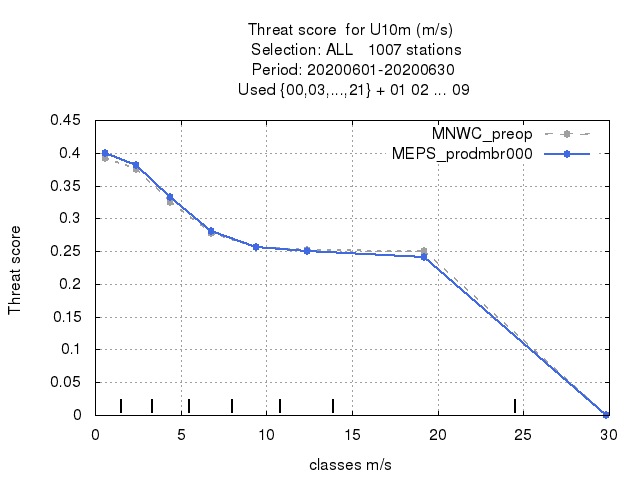 Threat score  for U10m (m/s)
Selection: ALL   1007 stations
Period: 20200601-20200630
Used {00,03,...,21} + 01 02 ... 09
MNWC_preop
MEPS_prodmbr000
Threat score
0.45
0.4
0.35
0.3
0.25
0.2
0.15
0.1
0.05
0
0 5 10 15 20 25 30
classes m/s